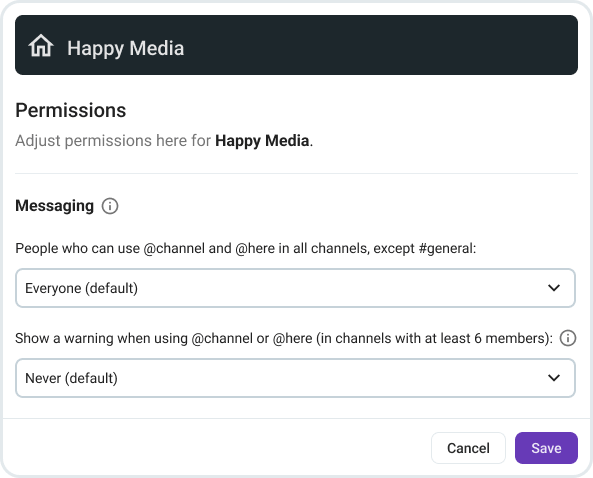 Happy Media
Permissions
Adjust permissions here for Happy Media.
Messaging
People who can use @channel and @here in all channels, except #general:
Everyone (default)
Show a warning when using @channel or @here (in channels with at least 6 members):
Never (default)
Cancel
Save